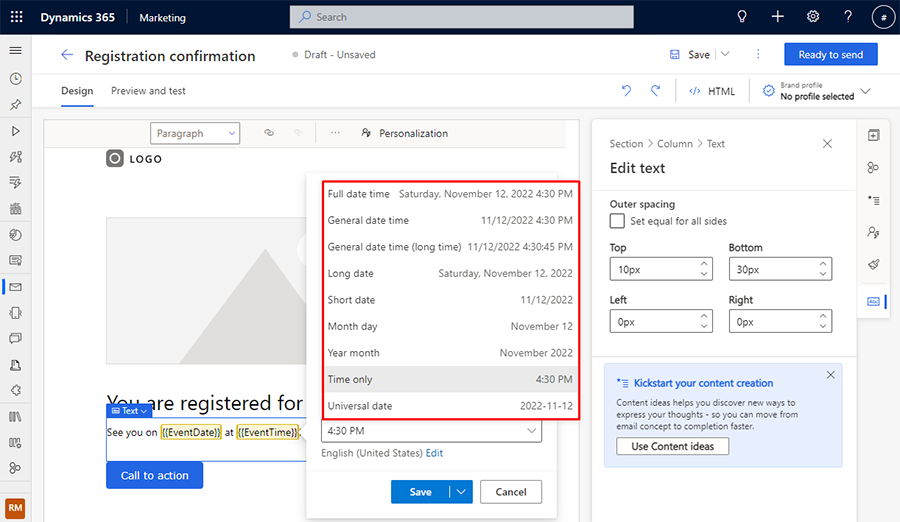 Dynamics 365 Marketing Search #
Registration confirmation Draft - Unsaved Save Ready to send
Design Preview and test HTML Brand profile
No profile selected
Paragraph Personalization
LOGO
Full date time Saturday, November 12, 2022 4:30 PM
General date time 11/12/2022 4:30 PM
General date time (long time) 11/12/2022 4:30:45 PM
Long date Saturday, November 12, 2022
Short date 11/12/2022
Month day November 12
Year month November 2022
Time only 4:30 PM
Universal date 2022-11-12
4:30 PM
English (United States) Edit
Save Cancel
You are registered for
Text
See you on {{EventDate}} at {{EventTime}}.
Call to action
RM
Section > Column > Text
Edit text
Outer spacing
Set equal for all sides
Top Bottom
10px 30px
Left Right
0px 0px
Kickstart your content creation
Content ideas helps you discover new ways to
express your thoughts - so you can move from
email concept to completion faster.
Use Content ideas
Abc